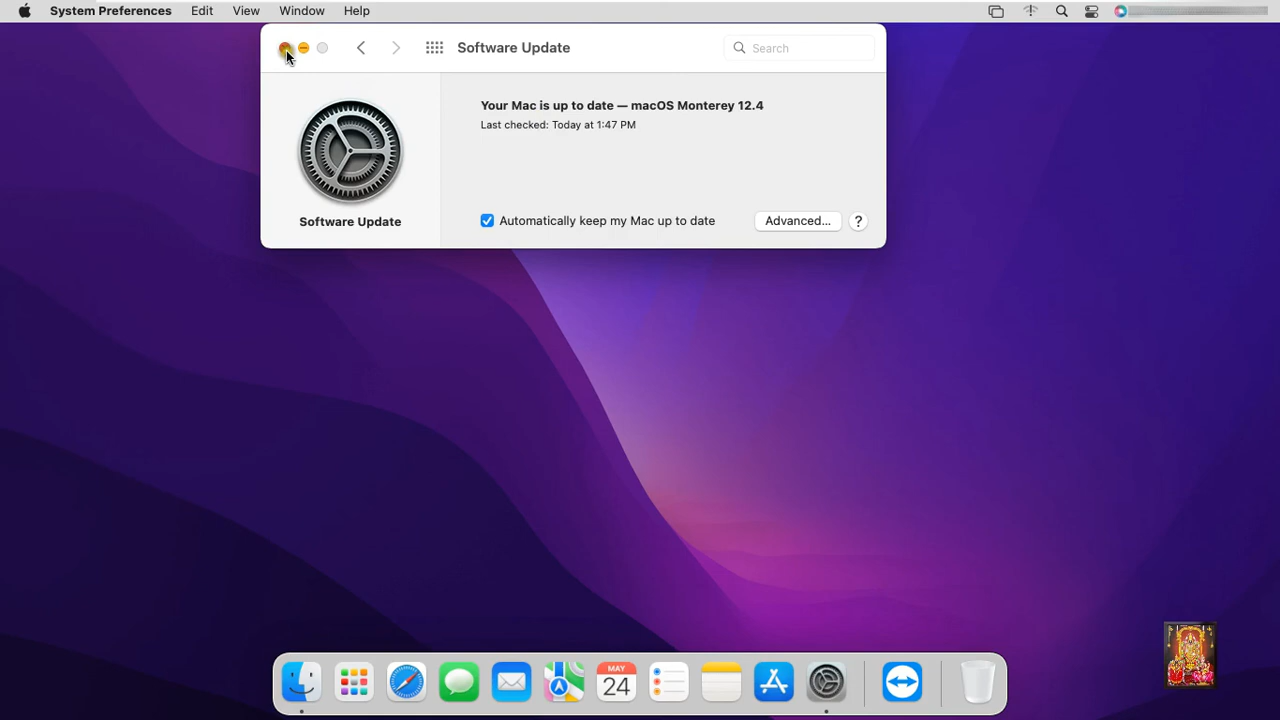 System Preferences Edit View Window Help
Software Update
Search
Your Mac is up to date — macOS Monterey 12.4
Last checked: Today at 1:47 PM
Software Update
Automatically keep my Mac up to date
Advanced...
?
MAY
24